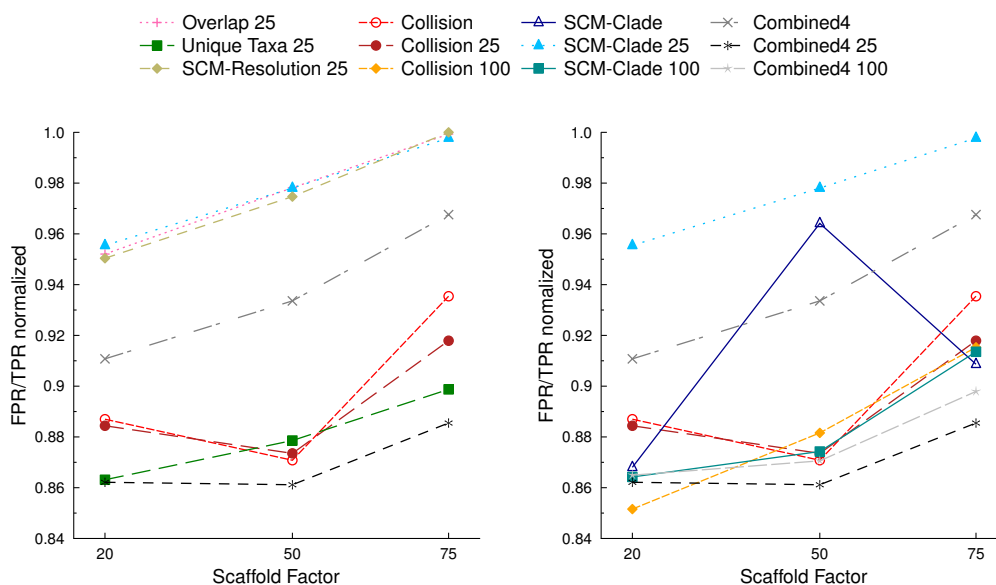 Overlap 25
Unique Taxa 25
SCM-Resolution 25
Collision
Collision 25
Collision 100
SCM-Clade
SCM-Clade 25
SCM-Clade 100
Combined4
Combined4 25
Combined4 100
FPR/TPR normalized
1.0
0.98
0.96
0.94
0.92
0.9
0.88
0.86
0.84
20
50
75
Scaffold Factor
FPR/TPR nomalized
1.0
0.98
0.96
0.94
0.92
0.9
0.88
0.86
0.84
20
50
75
Scaffold Factor